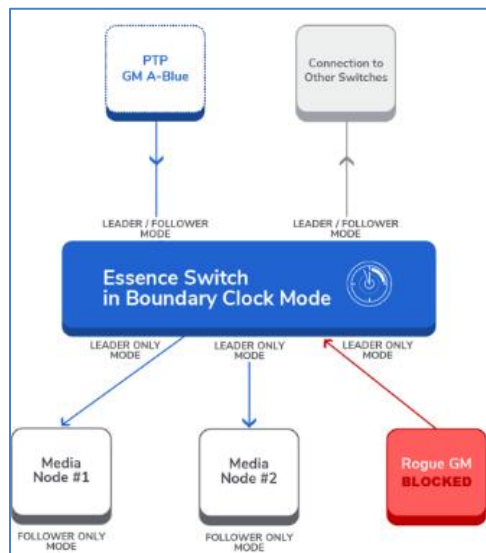 PTP
GM A-Blue
Connection to
Other Switches
LEADER / FOLLOWER
MODE
LEADER / FOLLOWER
MODE
Essence Switch
in Boundary Clock Mode
LEADER ONLY
MODE
LEADER ONLY
MODE
LEADER ONLY
MODE
Media
Node #1
Media
Node #2
Rogue GM
BLOCKED
FOLLOWER ONLY
MODE
FOLLOWER ONLY
MODE